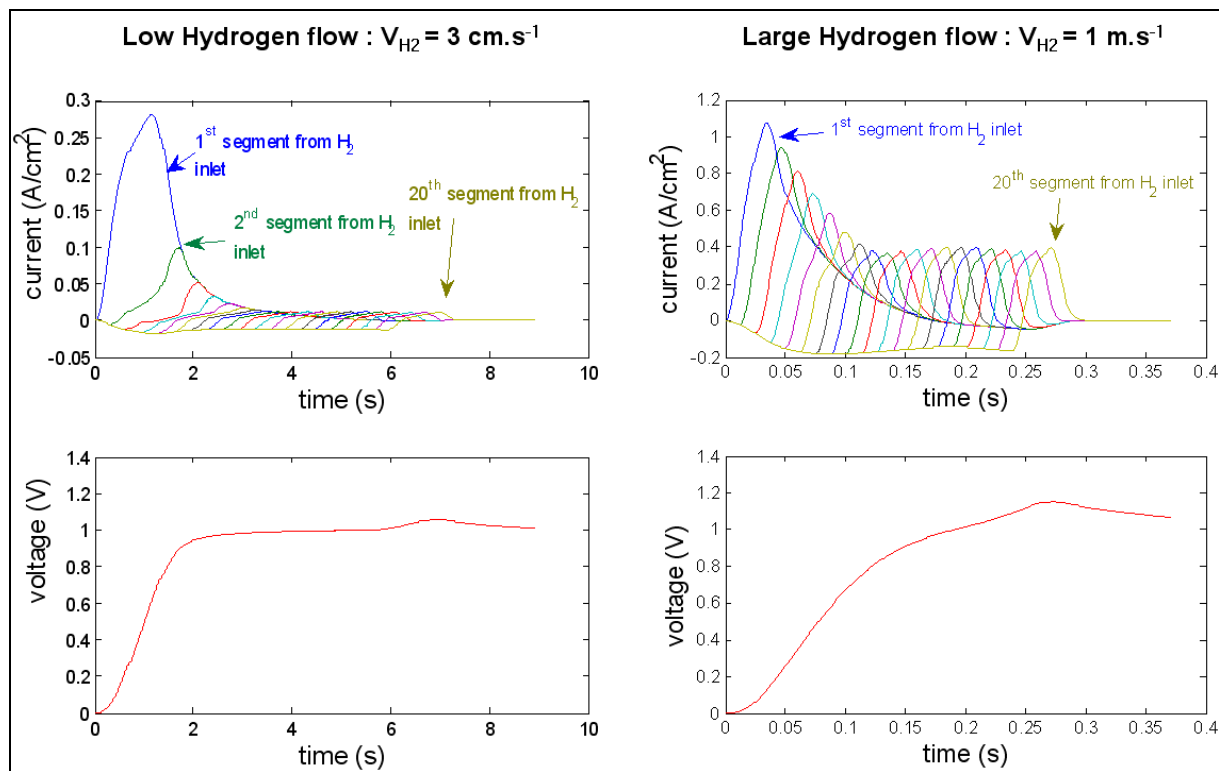 Low Hydrogen flow : V_H2 = 3 cm.s⁻¹
0.3
0.25
0.2
0.15
0.1
0.05
0
-0.05
current (A/cm²)
1st segment from H₂
inlet
2nd segment from H₂
inlet
20th segment from H₂
inlet
0 2 4 6 8 10
time (s)
Large Hydrogen flow : V_H2 = 1 m.s⁻¹
1.2
1
0.8
0.6
0.4
0.2
0
-0.2
current (A/cm²)
1st segment from H₂ inlet
20th segment from H₂ inlet
0 0.05 0.1 0.15 0.2 0.25 0.3 0.35 0.4
time (s)
1.4
1.2
1
0.8
0.6
0.4
0.2
0
voltage (V)
0 2 4 6 8 10
time (s)
1.4
1.2
1
0.8
0.6
0.4
0.2
0
voltage (V)
0 0.05 0.1 0.15 0.2 0.25 0.3 0.35 0.4
time (s)